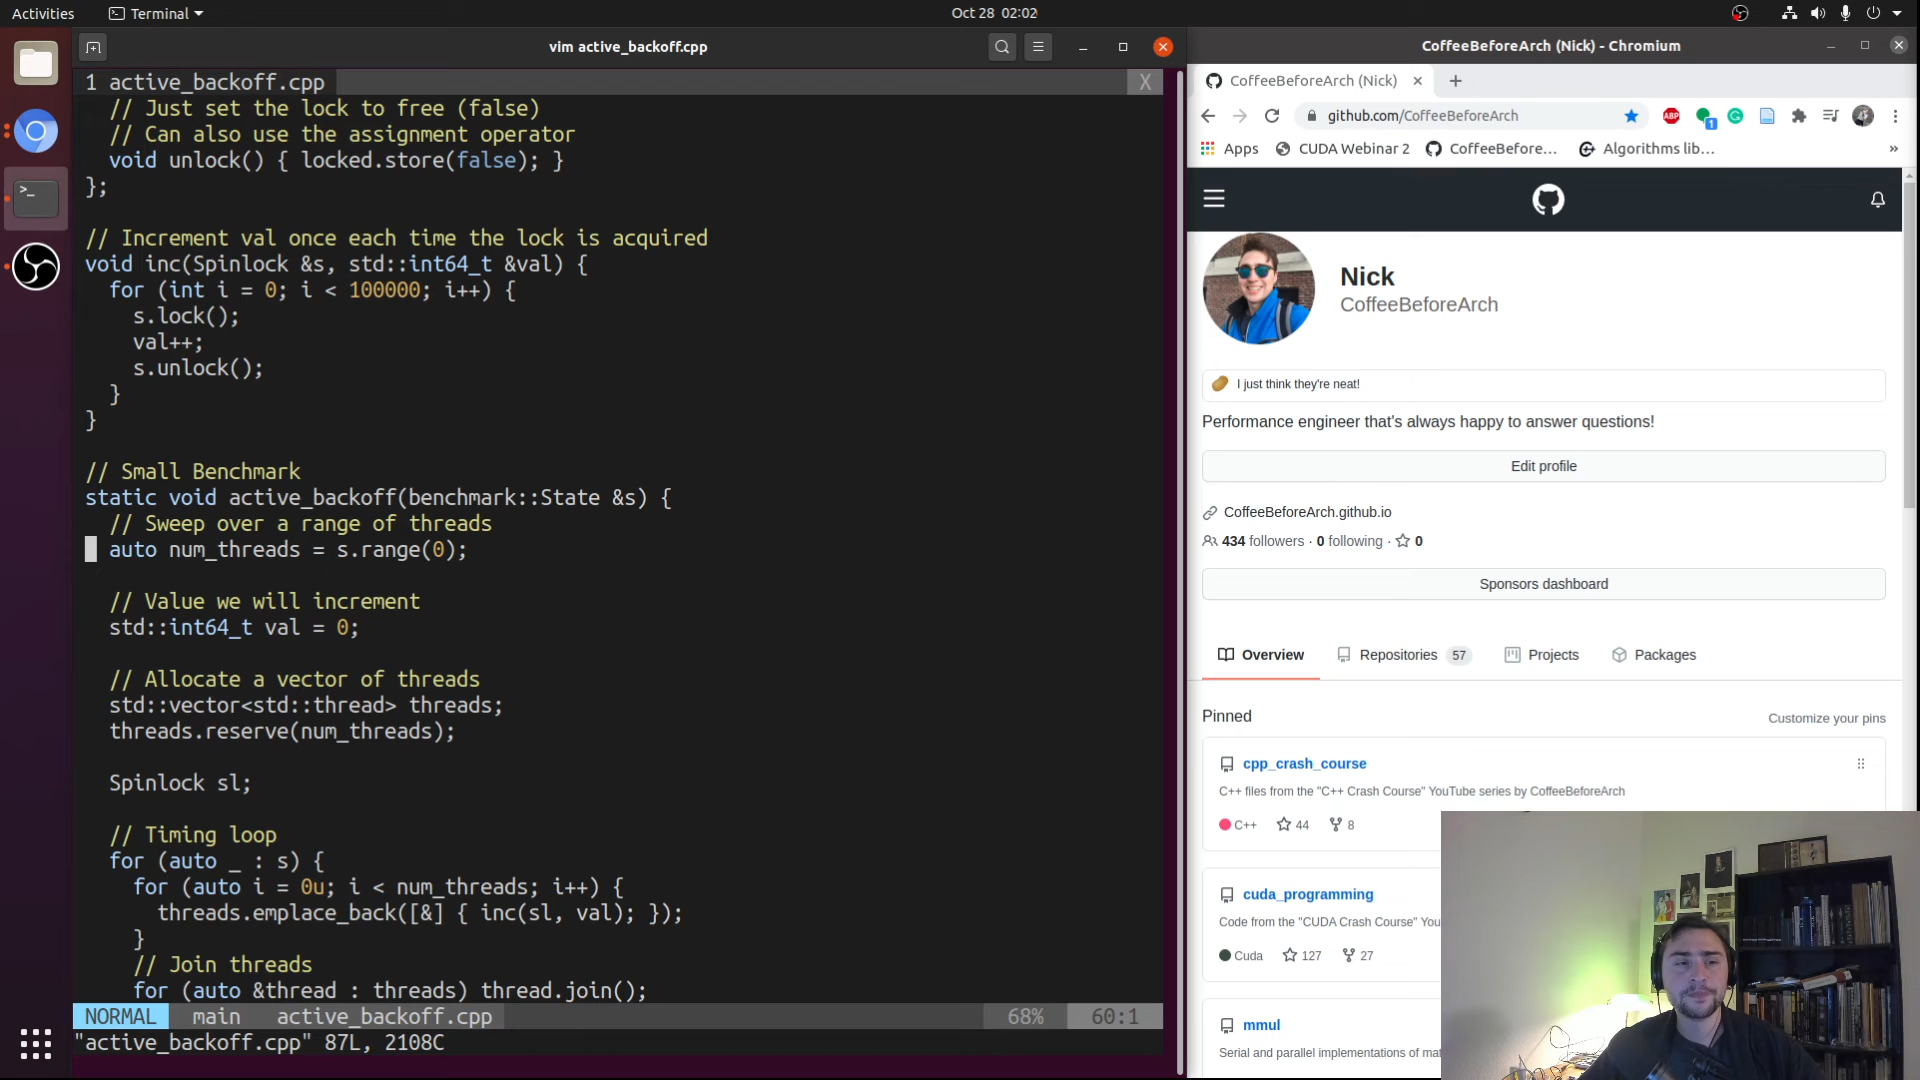 Activities
Terminal
Oct 28 02:02
vim active_backoff.cpp
1 active_backoff.cpp
X
// Just set the lock to free (false)
// Can also use the assignment operator
void unlock() { locked.store(false); }
};
// Increment val once each time the lock is acquired
void inc(Spinlock &s, std::int64_t &val) {
for (int i = 0; i < 100000; i++) {
s.lock();
val++;
s.unlock();
}
}
// Small Benchmark
static void active_backoff(benchmark::State &s) {
// Sweep over a range of threads
auto num_threads = s.range(0);
// Value we will increment
std::int64_t val = 0;
// Allocate a vector of threads
std::vector<std::thread> threads;
threads.reserve(num_threads);
Spinlock sl;
// Timing loop
for (auto _ : s) {
for (auto i = 0u; i < num_threads; i++) {
threads.emplace_back([&] { inc(sl, val); });
}
// Join threads
for (auto &thread : threads) thread.join();
NORMAL main active_backoff.cpp 68% 60:1
"active_backoff.cpp" 87L, 2108C
CoffeeBeforeArch (Nick) - Chromium
CoffeeBeforeArch (Nick)
github.com/CoffeeBeforeArch
ABP
1
Apps
CUDA Webinar 2
CoffeeBefore...
Algorithms lib...
»
Nick
CoffeeBeforeArch
I just think they're neat!
Performance engineer that's always happy to answer questions!
Edit profile
CoffeeBeforeArch.github.io
434 followers · 0 following · 0
Sponsors dashboard
Overview
Repositories 57
Projects
Packages
Pinned
Customize your pins
cpp_crash_course
C++ files from the "C++ Crash Course" YouTube series by CoffeeBeforeArch
C++ 44 8
cuda_programming
Code from the "CUDA Crash Course" You
Cuda 127 27
mmul
Serial and parallel implementations of mat